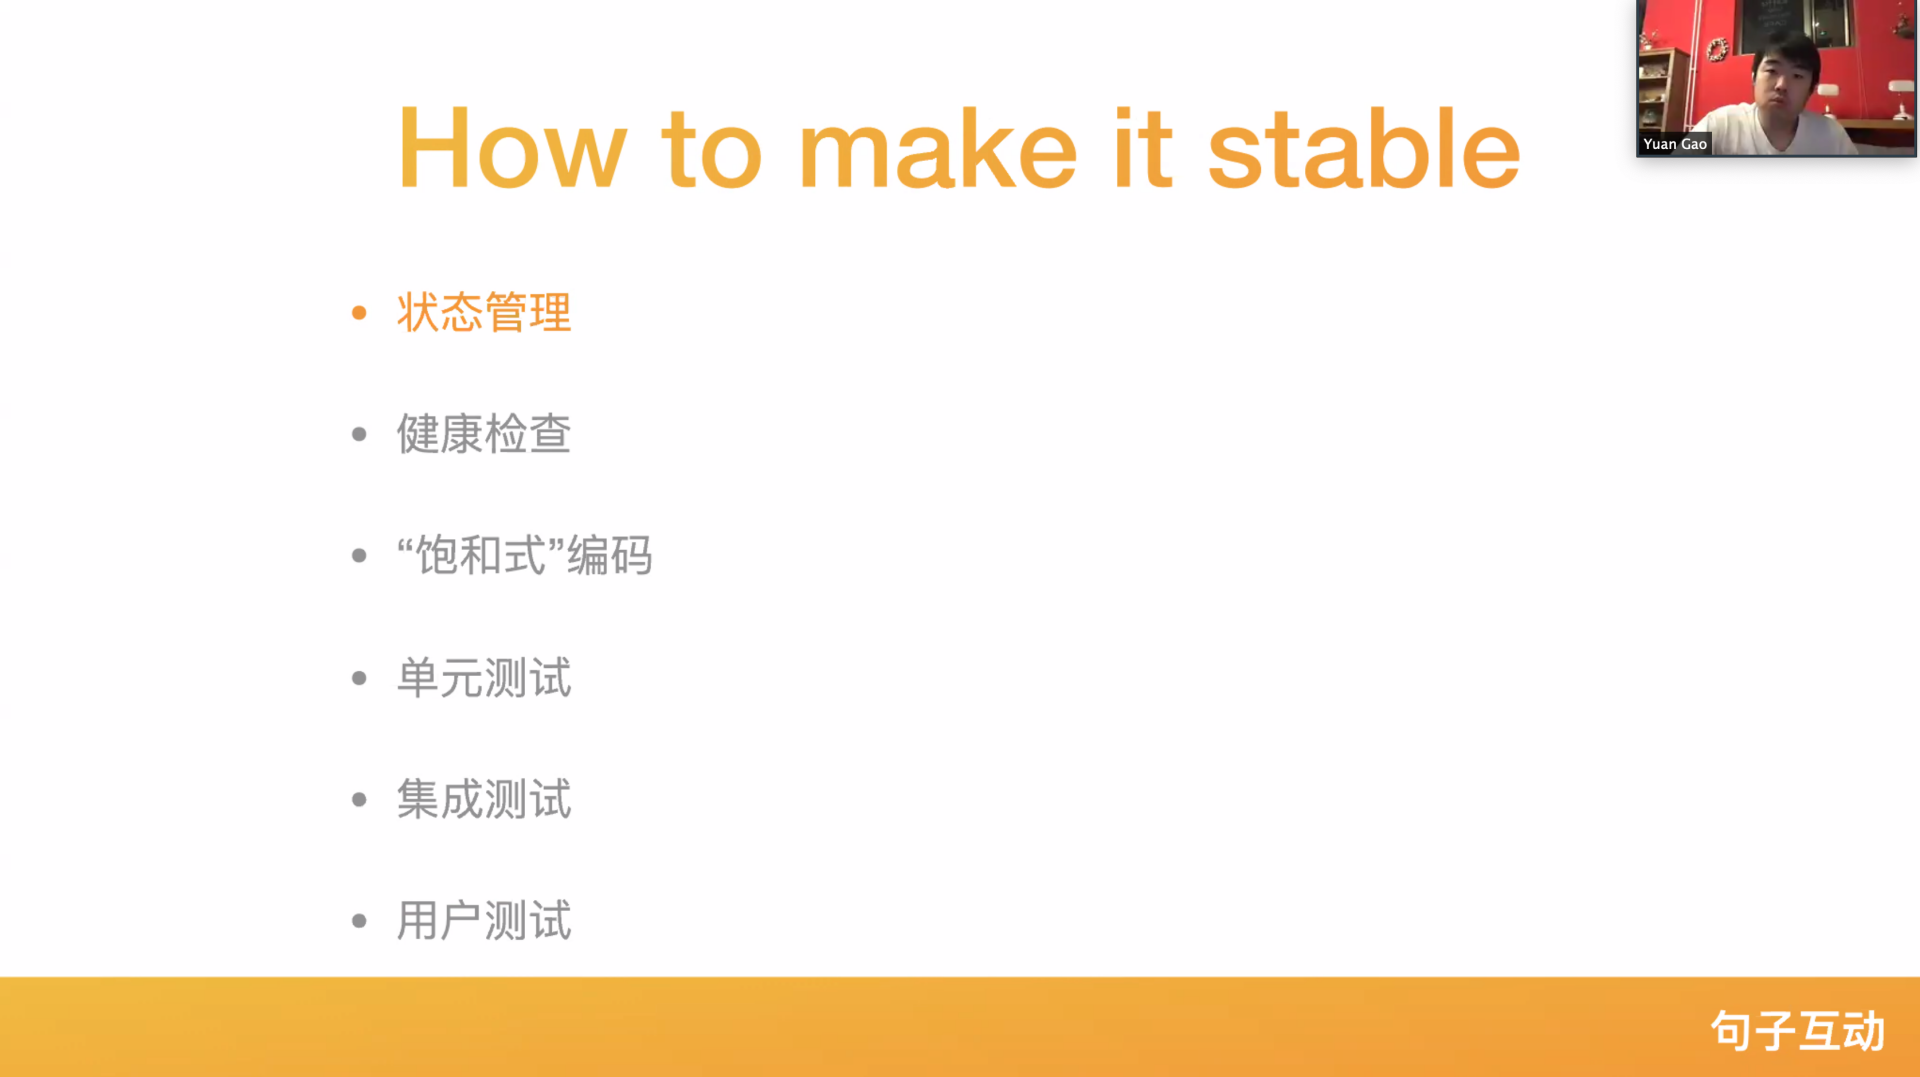 How to make it stable
Yuan Gao
• 状态管理
• 健康检查
• “饱和式”编码
• 单元测试
• 集成测试
• 用户测试
句子互动